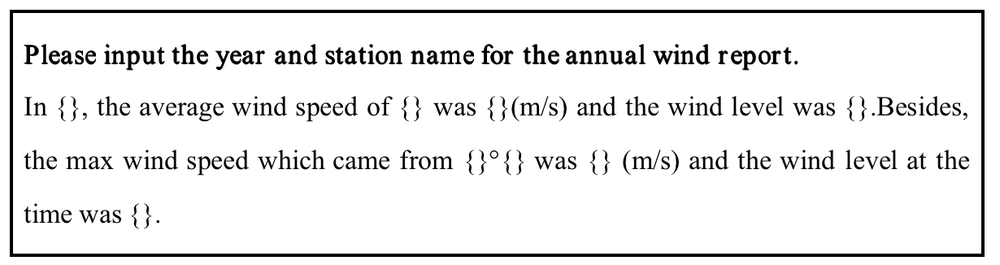 Please input the year and station name for the annual wind report.
In {}, the average wind speed of {} was {}(m/s) and the wind level was {}.Besides,
the max wind speed which came from {}°{} was {} (m/s) and the wind level at the
time was {}.